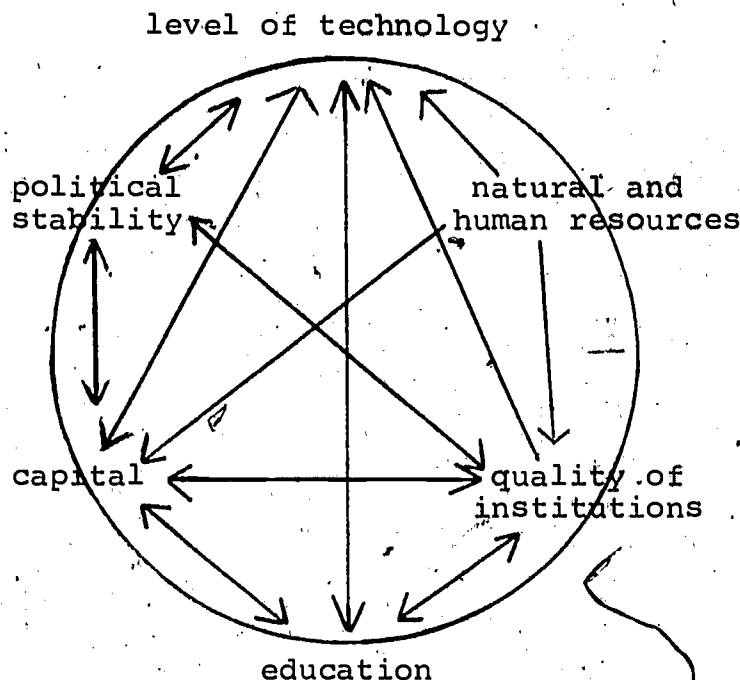 level of technology
political
stability
natural and
human resources
capital
quality of
institutions
education